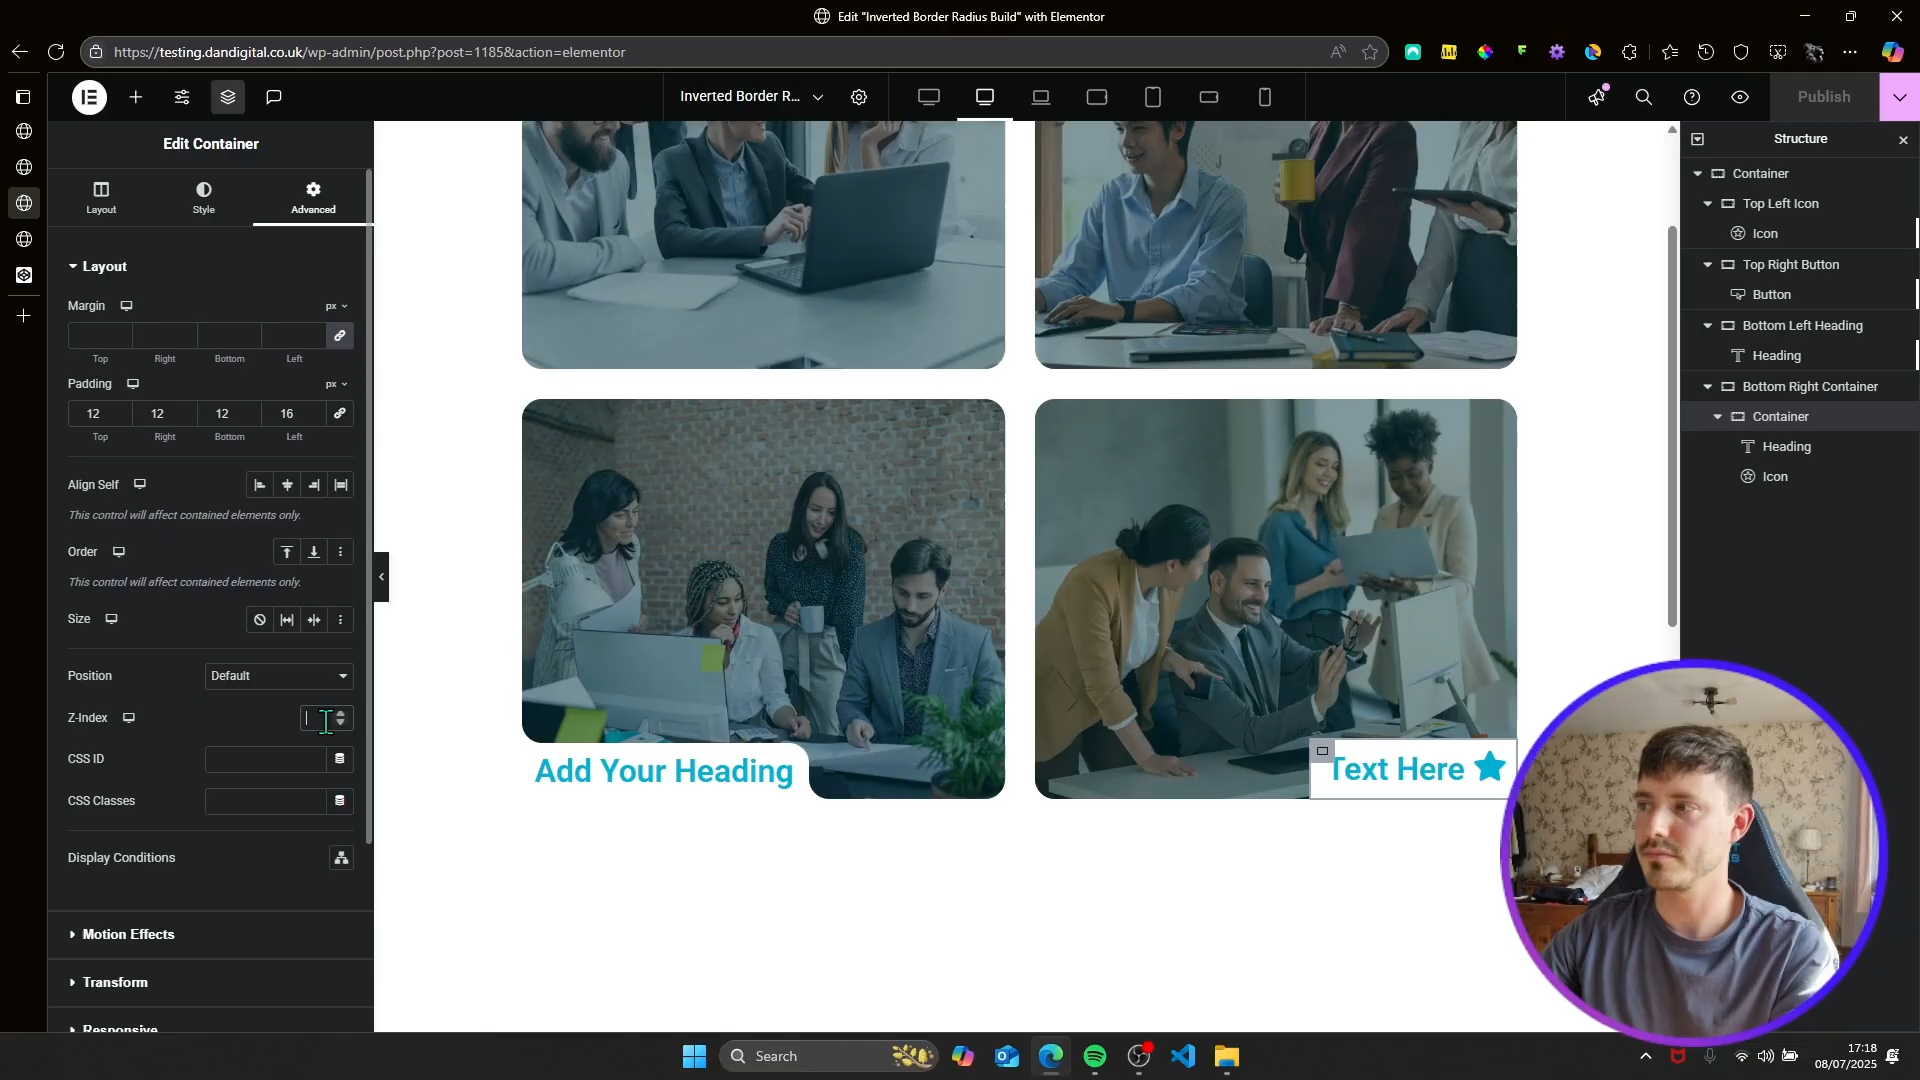 Edit "Inverted Border Radius Build" with Elementor
https://testing.dandigital.co.uk/wp-admin/post.php?post=1185&action=elementor
Inverted Border R...
Publish
Edit Container
Layout
Style
Advanced
Layout
Margin
px
Top Right Bottom Left
Padding
px
12 12 12 16
Top Right Bottom Left
Align Self
This control will affect contained elements only.
Order
This control will affect contained elements only.
Size
Position
Default
Z-Index
CSS ID
CSS Classes
Display Conditions
Motion Effects
Transform
Responsive
Add Your Heading
Text Here
Structure
Container
Top Left Icon
Icon
Top Right Button
Button
Bottom Left Heading
Heading
Bottom Right Container
Container
Heading
Icon
Search
17:18
08/07/2025